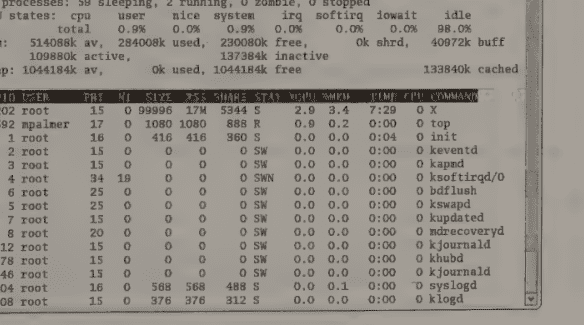 processes: 59 sleeping, 2 running, 0 zombie, 0 stopped
states: cpu user nice system irq softirq iowait idle
total 0.9% 0.0% 0.9% 0.0% 0.0% 0.0% 98.0%
514088k av, 284008k used, 230080k free, 0k shrd, 40972k buff
109880k active, 137384k inactive
1044184k av, 0k used, 1044184k free 133840k cached
USER PRI NI SIZE RSS SHARE STAT %CPU %MEM TIME CPU COMMAND
root 15 0 99996 17M 5344 S 2.9 3.4 7:29 0 X
mpalmer 17 0 1080 1080 888 R 0.9 0.2 0:00 0 top
1 root 16 0 416 416 360 S 0.0 0.0 0:04 0 init
2 root 15 0 0 0 0 SW 0.0 0.0 0:00 0 keventd
3 root 15 0 0 0 0 SW 0.0 0.0 0:00 0 kapmd
4 root 34 19 0 0 0 SWN 0.0 0.0 0:00 0 ksoftirqd/0
6 root 25 0 0 0 0 SW 0.0 0.0 0:00 0 bdflush
5 root 25 0 0 0 0 SW 0.0 0.0 0:00 0 kswapd
7 root 15 0 0 0 0 SW 0.0 0.0 0:00 0 kupdated
8 root 20 0 0 0 0 SW 0.0 0.0 0:00 0 mdrecoveryd
12 root 15 0 0 0 0 SW 0.0 0.0 0:00 0 kjournald
78 root 15 0 0 0 0 SW 0.0 0.0 0:00 0 khubd
46 root 15 0 0 0 0 SW 0.0 0.0 0:00 0 kjournald
04 root 16 0 568 568 488 S 0.0 0.1 0:00 0 syslogd
08 root 15 0 376 376 312 S 0.0 0.0 0:00 0 klogd